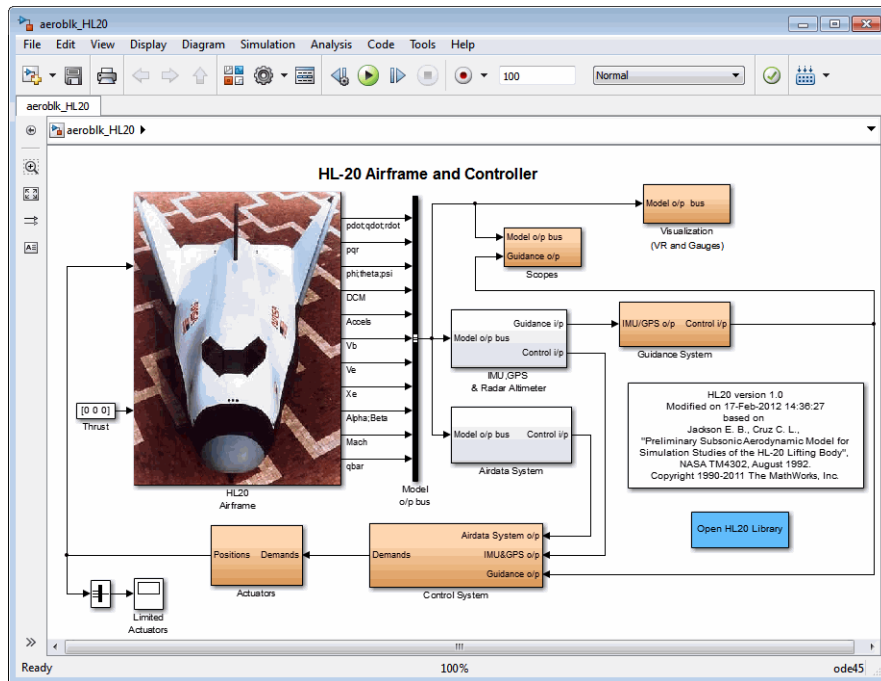 aeroblk_HL20
File Edit View Display Diagram Simulation Analysis Code Tools Help
100
Normal
aeroblk_HL20
aeroblk_HL20
HL-20 Airframe and Controller
pdot;qdot;rdot
pqr
phi;theta;psi
DCM
Accels
Vb
Ve
Xe
Alpha;Beta
Mach
qbar
[0 0 0]
Thrust
HL20
Airframe
Model
o/p bus
Model o/p bus
Visualization
(VR and Gauges)
Model o/p bus
Guidance o/p
Scopes
Guidance i/p
Model o/p bus
Control i/p
IMU,GPS
& Radar Altimeter
IMU/GPS o/p Control i/p
Guidance System
Model o/p bus Control i/p
Airdata System
HL20 version 1.0
Modified on 17-Feb-2012 14:36:27
based on
Jackson E. B., Cruz C. L.,
"Preliminary Subsonic Aerodynamic Model for
Simulation Studies of the HL-20 Lifting Body",
NASA TM4302, August 1992.
Copyright 1990-2011 The MathWorks, Inc.
Open HL20 Library
Airdata System o/p
Demands IMU&GPS o/p
Guidance o/p
Control System
Positions Demands
Actuators
Limited
Actuators
Ready 100% ode45